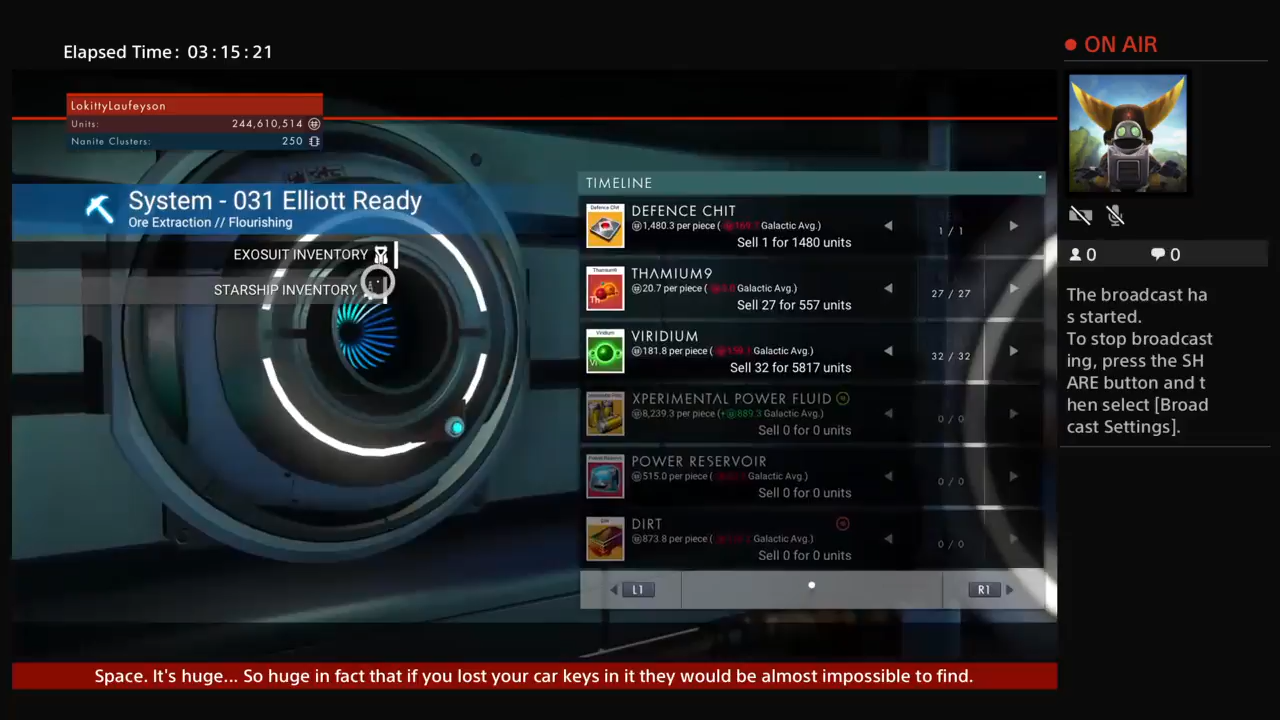 Elapsed Time: 03:15:21
ON AIR
LokittyLaufeyson
Units: 244,610,514
Nanite Clusters: 250
System - 031 Elliott Ready
Ore Extraction // Flourishing
EXOSUIT INVENTORY
STARSHIP INVENTORY
TIMELINE
DEFENCE CHIT
1,480.3 per piece ( Galactic Avg.)
Sell 1 for 1480 units
1 / 1
THAMIUM9
20.7 per piece ( Galactic Avg.)
Sell 27 for 557 units
27 / 27
VIRIDIUM
181.8 per piece ( Galactic Avg.)
Sell 32 for 5817 units
32 / 32
XPERIMENTAL POWER FLUID
8,239.3 per piece (+889.3 Galactic Avg.)
Sell 0 for 0 units
0 / 0
POWER RESERVOIR
515.0 per piece ( Galactic Avg.)
Sell 0 for 0 units
0 / 0
DIRT
873.8 per piece ( Galactic Avg.)
Sell 0 for 0 units
0 / 0
L1
R1
0
0
The broadcast ha
s started.
To stop broadcast
ing, press the SH
ARE button and t
hen select [Broad
cast Settings].
Space. It's huge... So huge in fact that if you lost your car keys in it they would be almost impossible to find.